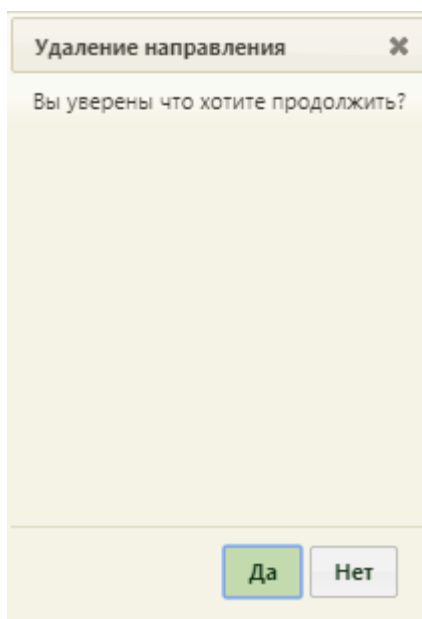 Удаление направления
Вы уверены что хотите продолжить?
Да Нет